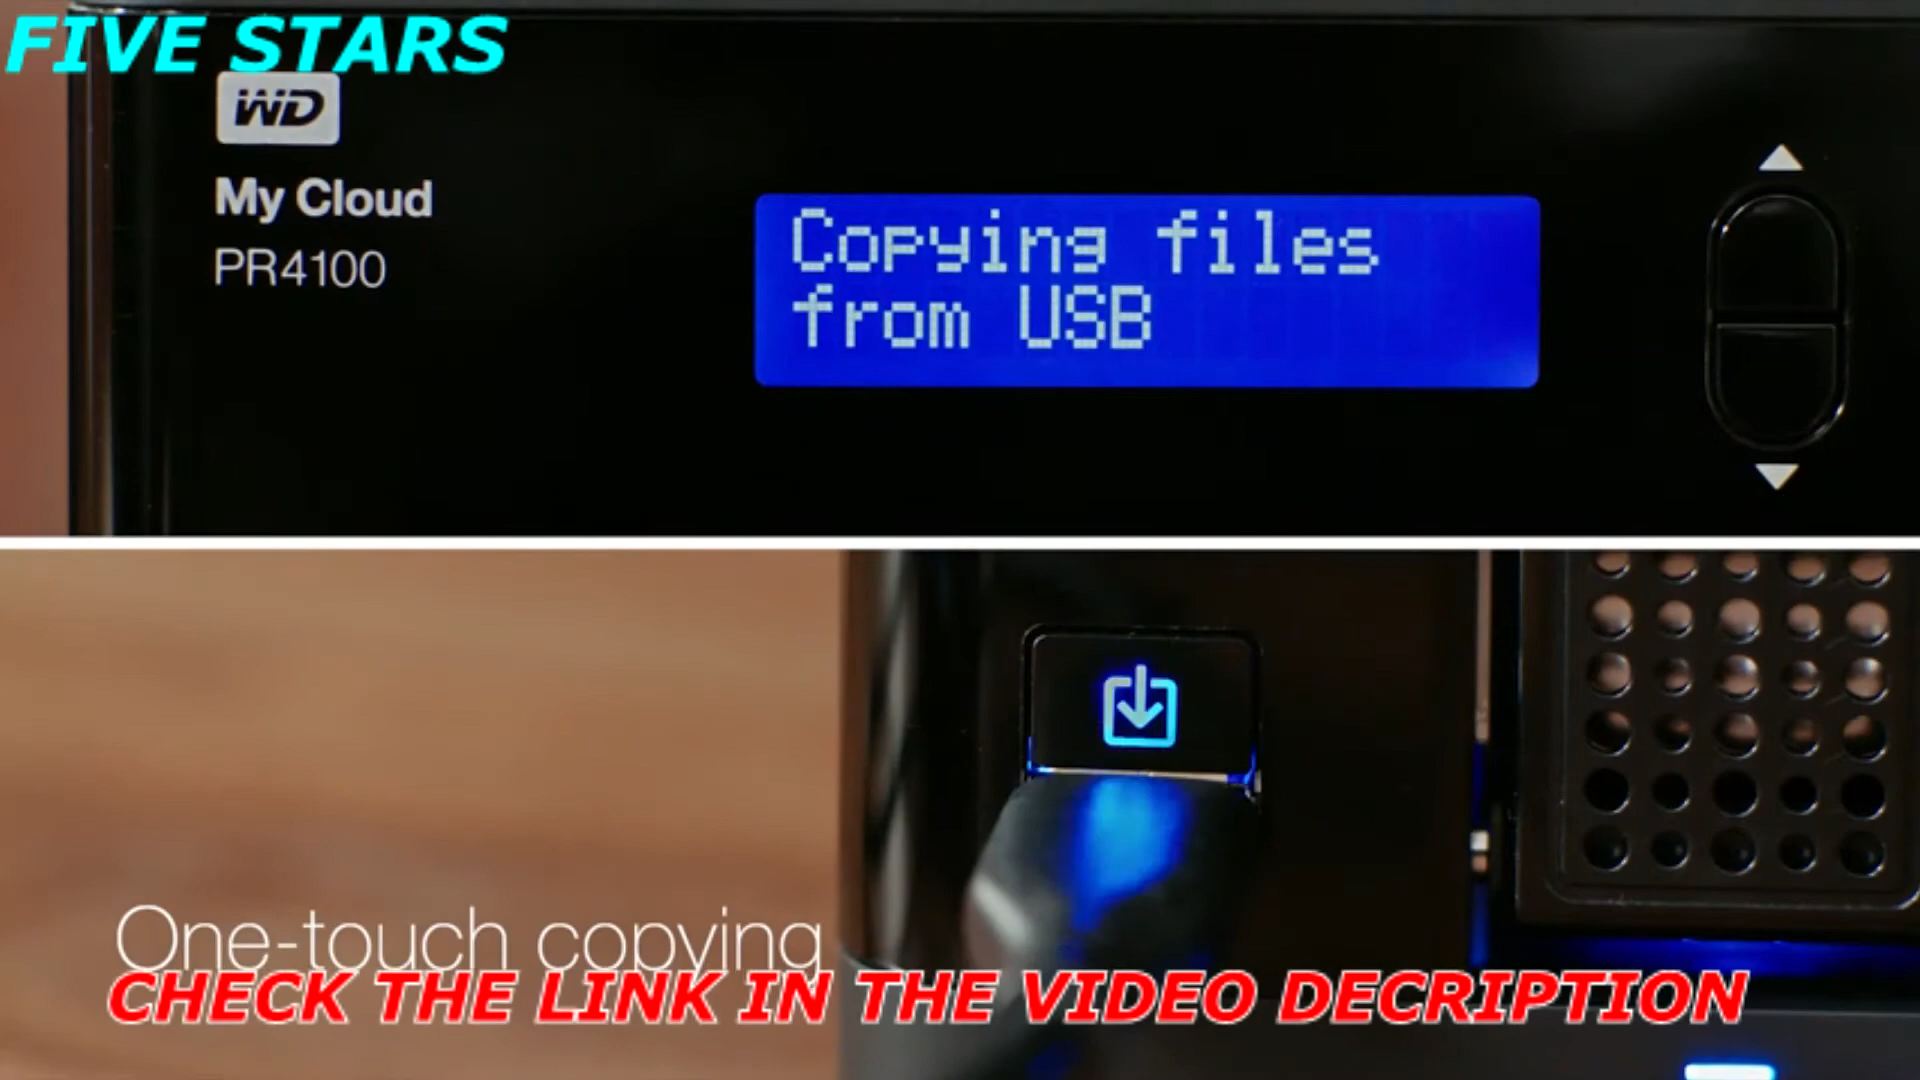 FIVE STARS
WD
My Cloud
PR4100
Copying files
from USB
One-touch copying
CHECK THE LINK IN THE VIDEO DECRIPTION